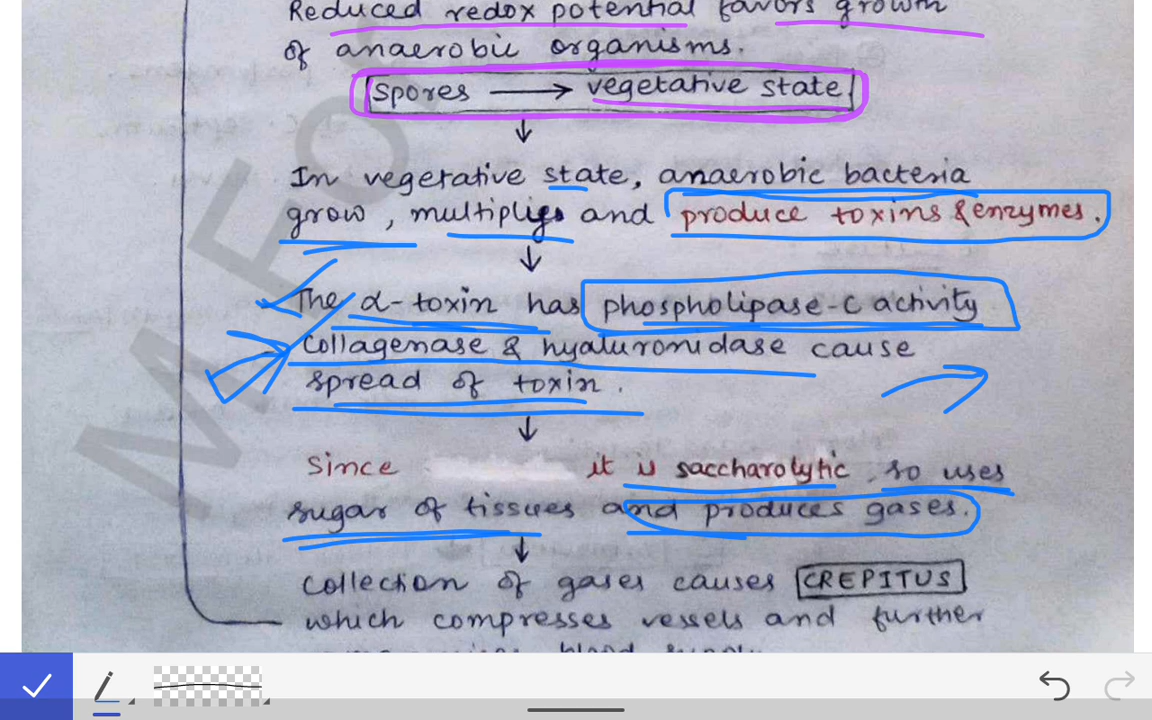 Reduced redox potential favors growth
of anaerobic organisms.
Spores → vegetative state
↓
In vegetative state, anaerobic bacteria
grow, multiplies and produce toxins & enzymes.
↓
The α-toxin has phospholipase-C activity
Collagenase & hyaluronidase cause
spread of toxin.
↓
Since it is saccharolytic, so uses
sugar of tissues and produces gases.
↓
Collection of gases causes CREPITUS
which compresses vessels and further
blood supply